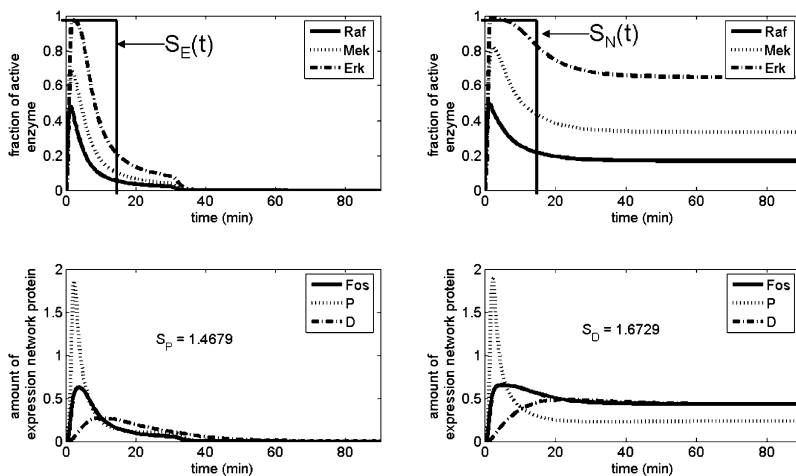 fraction of active
enzyme
1
0.8
0.6
0.4
0.2
0
0 20 40 60 80
time (min)
S_E(t)
Raf
Mek
Erk
fraction of active
enzyme
1
0.8
0.6
0.4
0.2
0
0 20 40 60 80
time (min)
S_N(t)
Raf
Mek
Erk
amount of
expression network protein
2
1.5
1
0.5
0
0 20 40 60 80
time (min)
S_P = 1.4679
Fos
P
D
amount of
expression network protein
2
1.5
1
0.5
0
0 20 40 60 80
time (min)
S_D = 1.6729
Fos
P
D